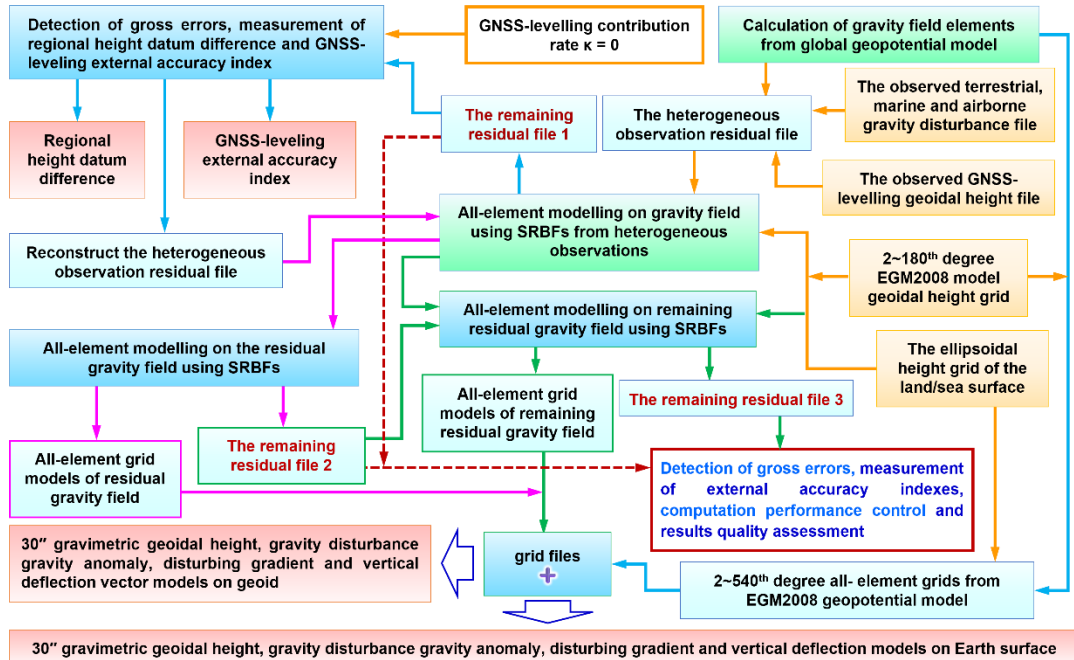 Detection of gross errors, measurement of
regional height datum difference and GNSS-
leveling external accuracy index
GNSS-levelling contribution
rate κ = 0
Calculation of gravity field elements
from global geopotential model
The observed terrestrial,
marine and airborne
gravity disturbance file
The remaining
residual file 1
The heterogeneous
observation residual file
Regional
height datum
difference
GNSS-leveling
external accuracy
index
The observed GNSS-
levelling geoidal height file
All-element modelling on gravity field
using SRBFs from heterogeneous
observations
Reconstruct the heterogeneous
observation residual file
2~180th degree
EGM2008 model
geoidal height grid
All-element modelling on remaining
residual gravity field using SRBFs
All-element modelling on the residual
gravity field using SRBFs
The ellipsoidal
height grid of the
land/sea surface
All-element grid
models of remaining
residual gravity field
The remaining residual file 3
The remaining
residual file 2
All-element grid
models of residual
gravity field
Detection of gross errors, measurement
of external accuracy indexes,
computation performance control and
results quality assessment
30″ gravimetric geoidal height, gravity disturbance
gravity anomaly, disturbing gradient and vertical
deflection vector models on geoid
grid files
+
2~540th degree all- element grids from
EGM2008 geopotential model
30″ gravimetric geoidal height, gravity disturbance gravity anomaly, disturbing gradient and vertical deflection models on Earth surface